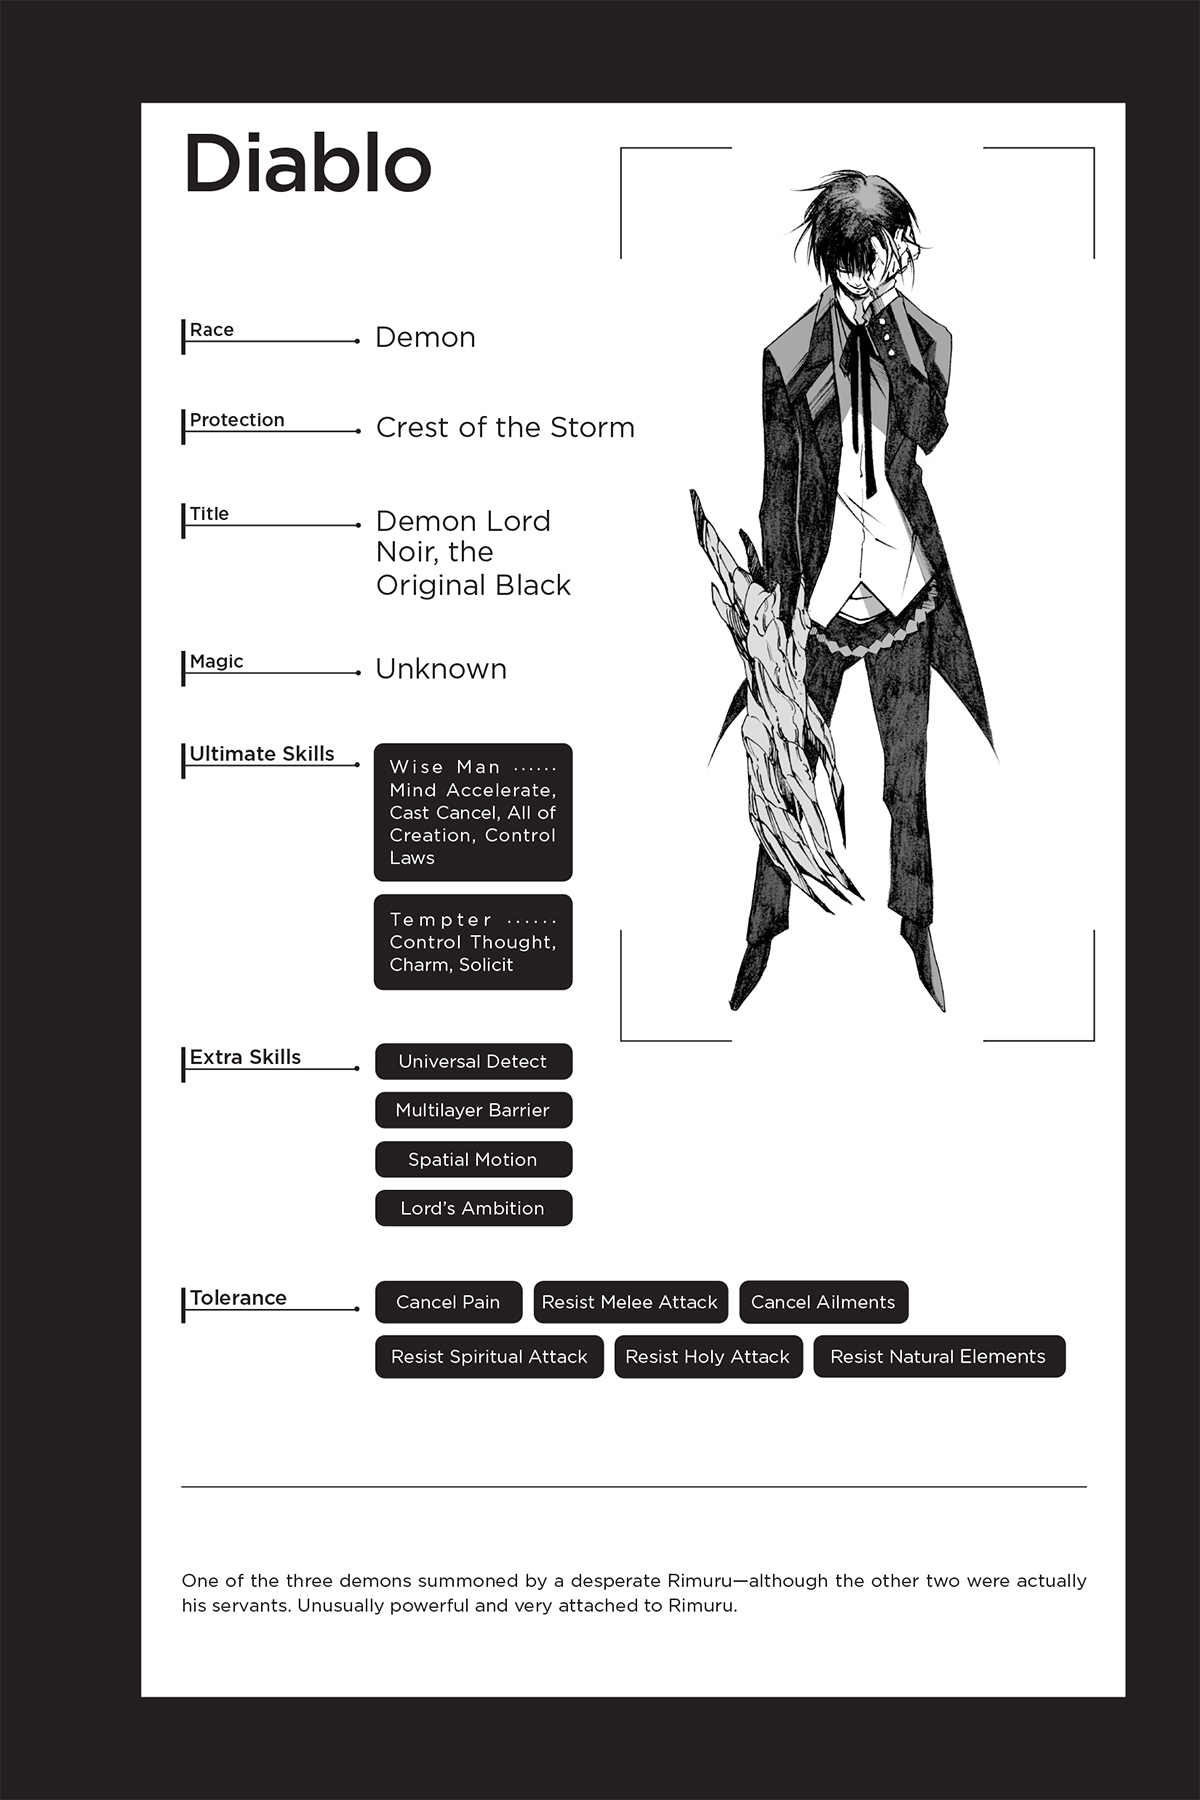 Diablo
Race
Demon
Protection
Crest of the Storm
Title
Demon Lord
Noir, the
Original Black
Magic
Unknown
Ultimate Skills
Wise Man ······
Mind Accelerate,
Cast Cancel, All of
Creation, Control
Laws
Tempter ······
Control Thought,
Charm, Solicit
Extra Skills
Universal Detect
Multilayer Barrier
Spatial Motion
Lord’s Ambition
Tolerance
Cancel Pain
Resist Melee Attack
Cancel Ailments
Resist Spiritual Attack
Resist Holy Attack
Resist Natural Elements
One of the three demons summoned by a desperate Rimuru—although the other two were actually
his servants. Unusually powerful and very attached to Rimuru.